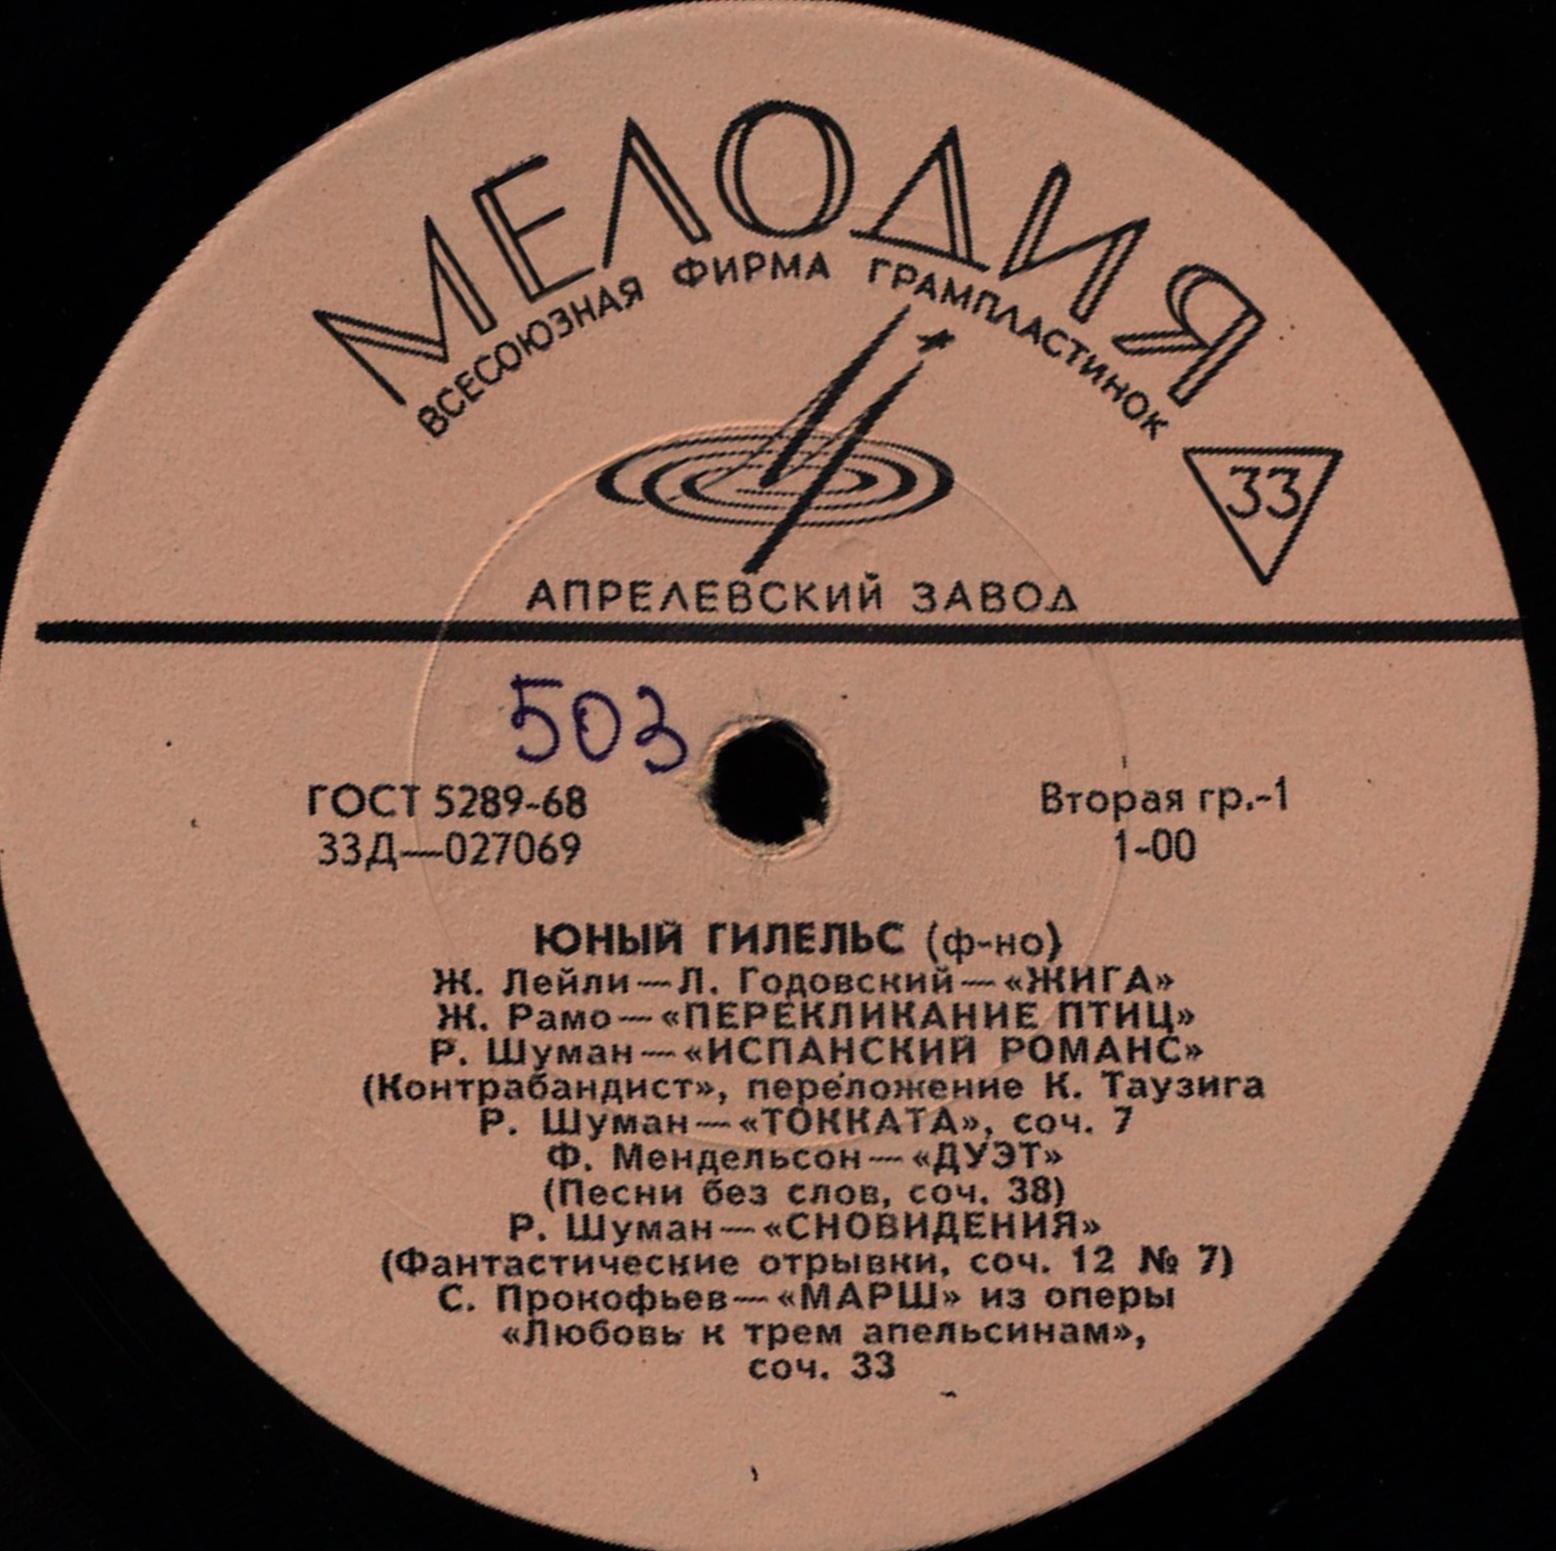 МЕЛОДИЯ
ВСЕСОЮЗНАЯ ФИРМА ГРАМПЛАСТИНОК
33
АПРЕЛЕВСКИЙ ЗАВОД
503
ГОСТ 5289-68
33Д—027069
Вторая гр.-1
1-00
ЮНЫЙ ГИЛЕЛЬС (ф-но)
Ж. Лейли—Л. Годовский—«ЖИГА»
Ж. Рамо—«ПЕРЕКЛИКАНИЕ ПТИЦ»
Р. Шуман—«ИСПАНСКИЙ РОМАНС»
(Контрабандист», переложение К. Таузига
Р. Шуман—«ТОККАТА», соч. 7
Ф. Мендельсон—«ДУЭТ»
(Песни без слов, соч. 38)
Р. Шуман—«СНОВИДЕНИЯ»
(Фантастические отрывки, соч. 12 № 7)
С. Прокофьев—«МАРШ» из оперы
«Любовь к трем апельсинам»,
соч. 33